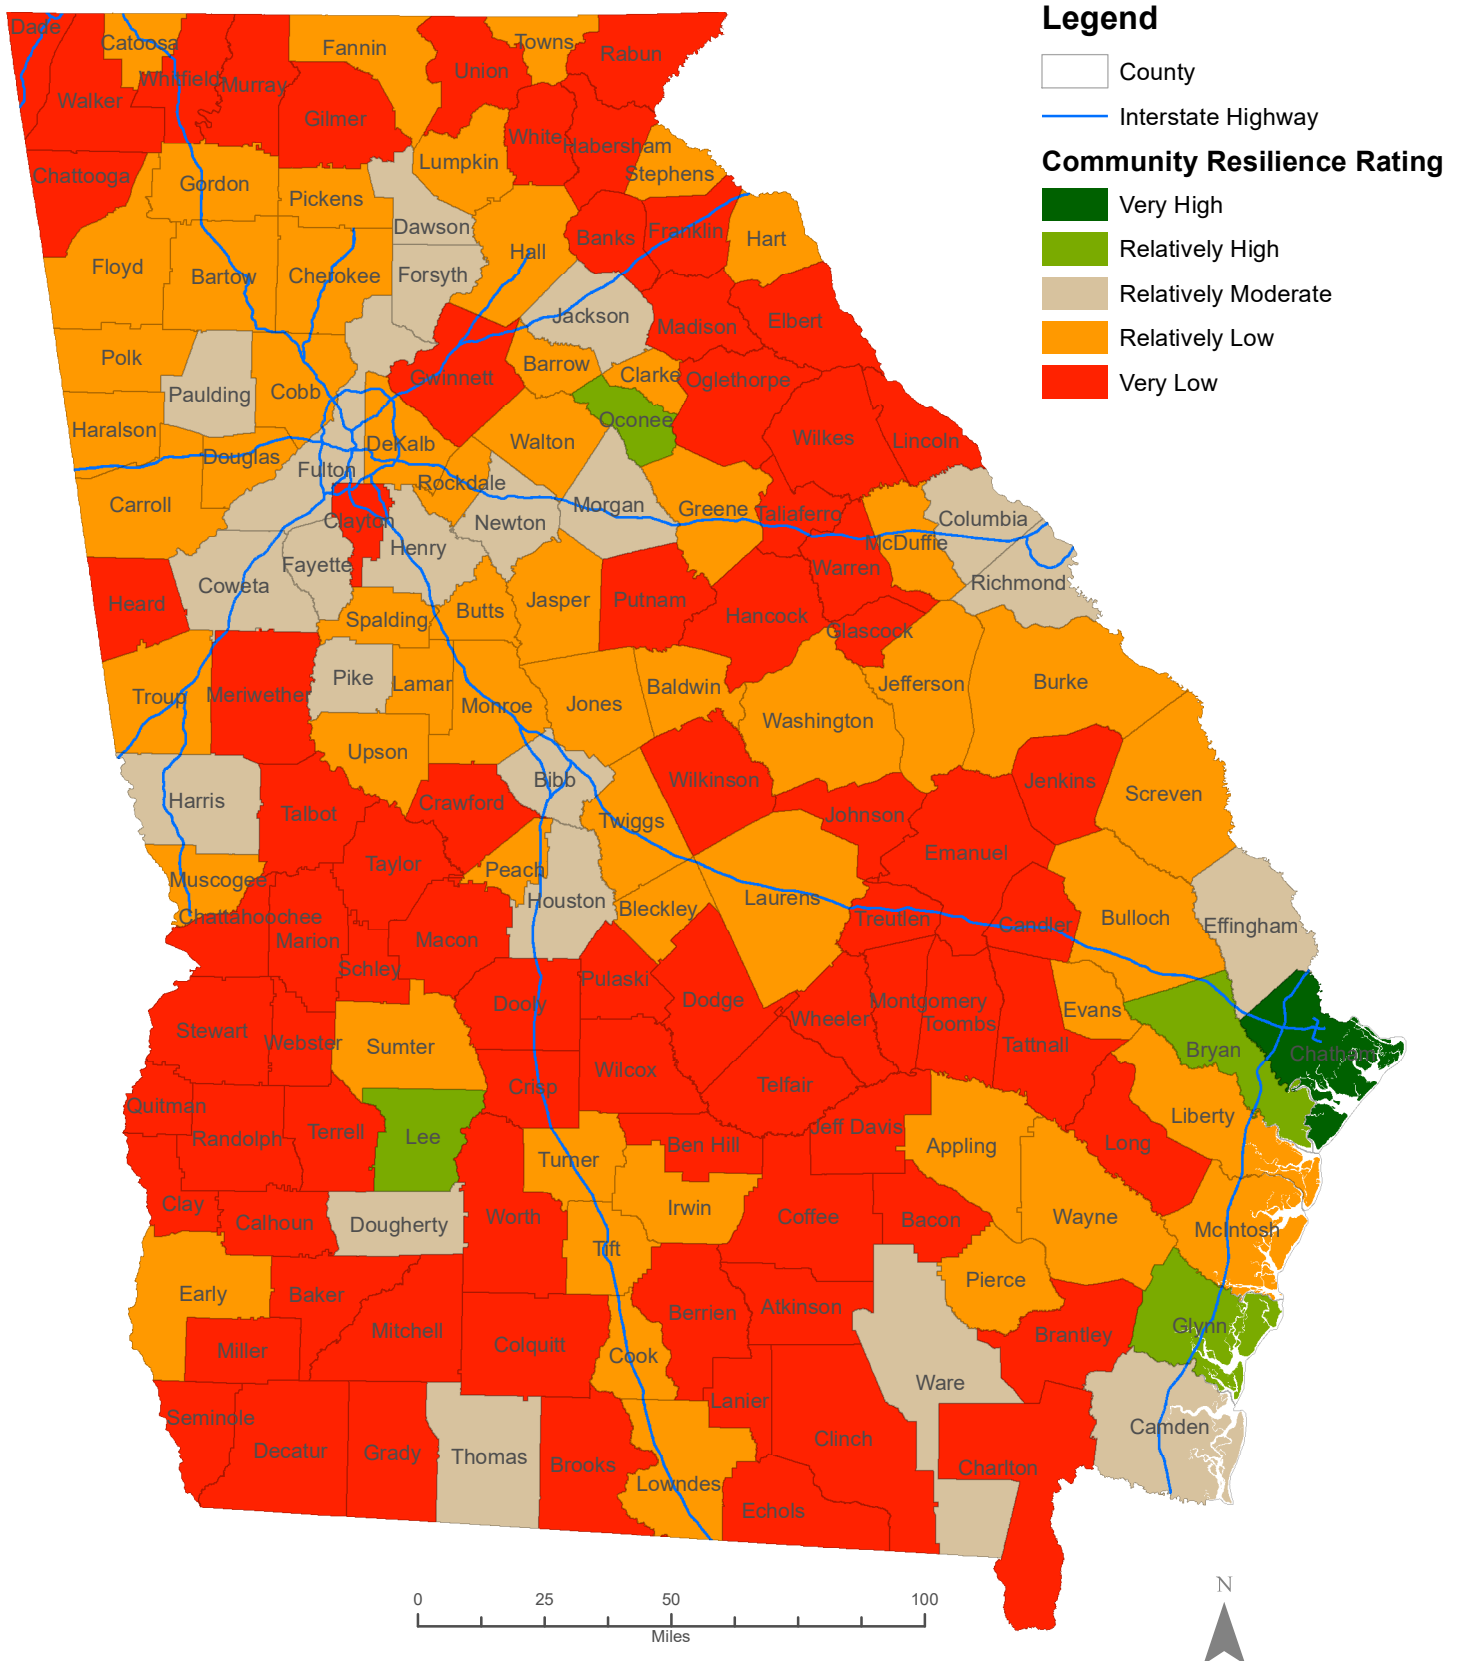 Legend
County
Interstate Highway
Community Resilience Rating
Very High
Relatively High
Relatively Moderate
Relatively Low
Very Low
Dade
Catoosa
Fannin
Towns
Rabun
Union
Whitfield
Murray
Walker
Gilmer
White
Habersham
Lumpkin
Stephens
Chattooga
Gordon
Pickens
Dawson
Banks
Franklin
Hart
Hall
Floyd
Bartow
Cherokee
Forsyth
Jackson
Madison
Elbert
Polk
Paulding
Cobb
Gwinnett
Barrow
Clarke
Oglethorpe
Oconee
Haralson
Douglas
DeKalb
Walton
Wilkes
Lincoln
Fulton
Rockdale
Carroll
Clayton
Newton
Morgan
Greene
Taliaferro
Columbia
McDuffie
Henry
Fayette
Coweta
Warren
Richmond
Heard
Spalding
Butts
Jasper
Putnam
Hancock
Glascock
Troup
Meriwether
Pike
Lamar
Monroe
Jones
Baldwin
Washington
Jefferson
Burke
Upson
Bibb
Wilkinson
Jenkins
Screven
Harris
Talbot
Crawford
Twiggs
Johnson
Emanuel
Taylor
Peach
Muscogee
Houston
Bleckley
Laurens
Treutlen
Candler
Bulloch
Effingham
Chattahoochee
Marion
Macon
Schley
Pulaski
Dodge
Dooly
Wheeler
Montgomery
Toombs
Evans
Stewart
Webster
Sumter
Tattnall
Bryan
Chatham
Crisp
Wilcox
Telfair
Quitman
Randolph
Terrell
Lee
Ben Hill
Jeff Davis
Appling
Long
Liberty
Turner
Clay
Calhoun
Dougherty
Worth
Irwin
Coffee
Bacon
Wayne
McIntosh
Tift
Early
Baker
Berrien
Atkinson
Pierce
Miller
Mitchell
Colquitt
Cook
Brantley
Glynn
Ware
Seminole
Decatur
Grady
Thomas
Brooks
Lanier
Clinch
Camden
Lowndes
Charlton
Echols
0 25 50 100
Miles
N